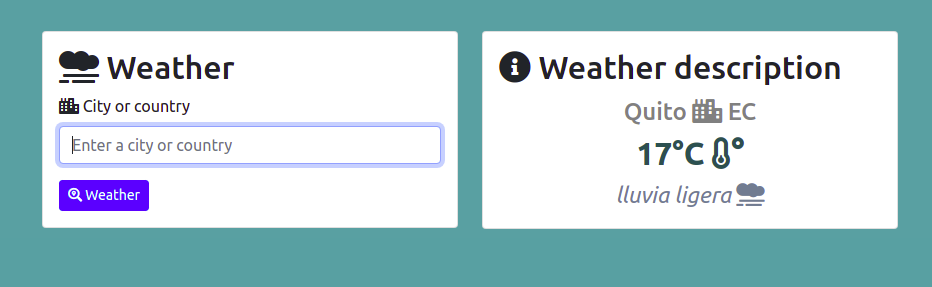 Weather
City or country
Enter a city or country
Weather
Weather description
Quito EC
17°C °
lluvia ligera